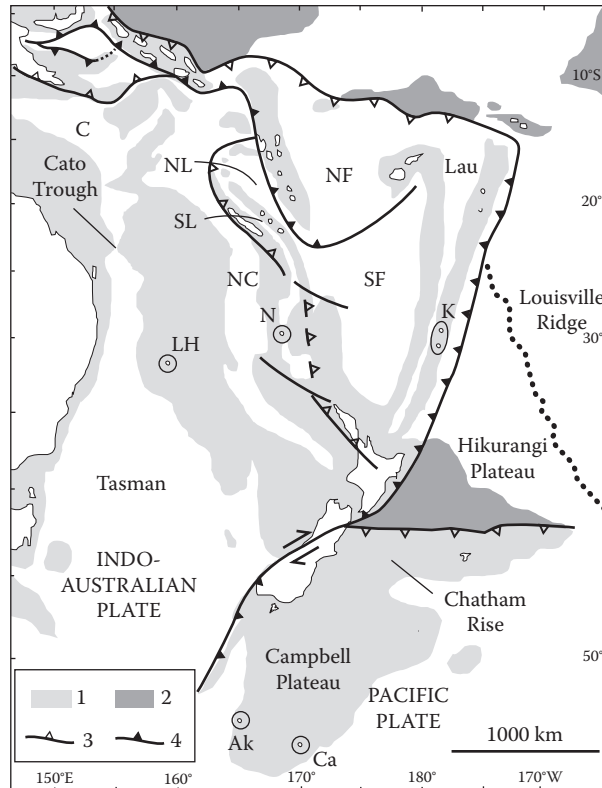 10°S
C
Cato
Trough
NL
NF
Lau
20°
SL
NC
SF
Louisville
Ridge
N
K
LH
30°
Hikurangi
Plateau
Tasman
INDO-
AUSTRALIAN
PLATE
Chatham
Rise
Campbell
Plateau
50°
PACIFIC
PLATE
1 2
3 4
Ak
Ca
1000 km
150°E 160° 170° 180° 170°W